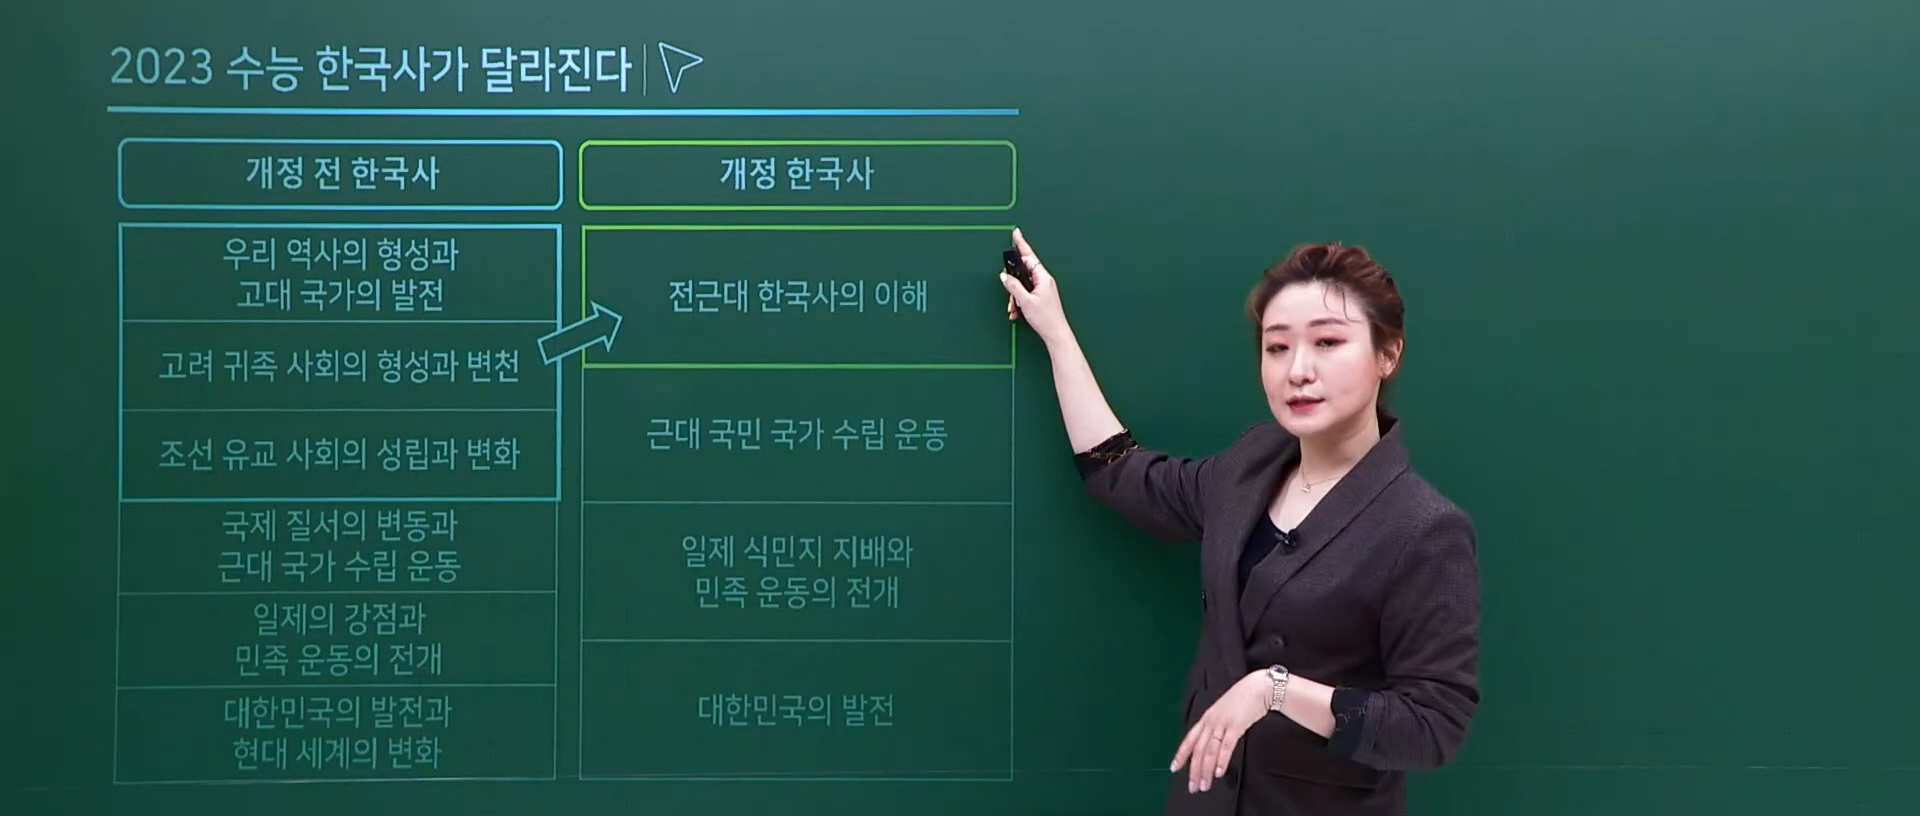 2023 수능 한국사가 달라진다
개정 전 한국사
우리 역사의 형성과
고대 국가의 발전
고려 귀족 사회의 형성과 변천
조선 유교 사회의 성립과 변화
국제 질서의 변동과
근대 국가 수립 운동
일제의 강점과
민족 운동의 전개
대한민국의 발전과
현대 세계의 변화
개정 한국사
전근대 한국사의 이해
근대 국민 국가 수립 운동
일제 식민지 지배와
민족 운동의 전개
대한민국의 발전